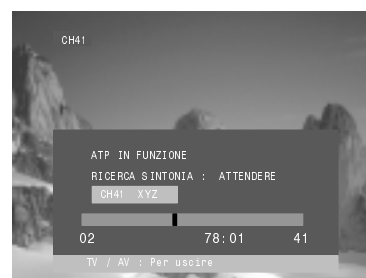 CH41
ATP IN FUNZIONE
RICERCA SINTONIA : ATTENDERE
CH41 XYZ
02 78:01 41
TV / AV : Per uscire